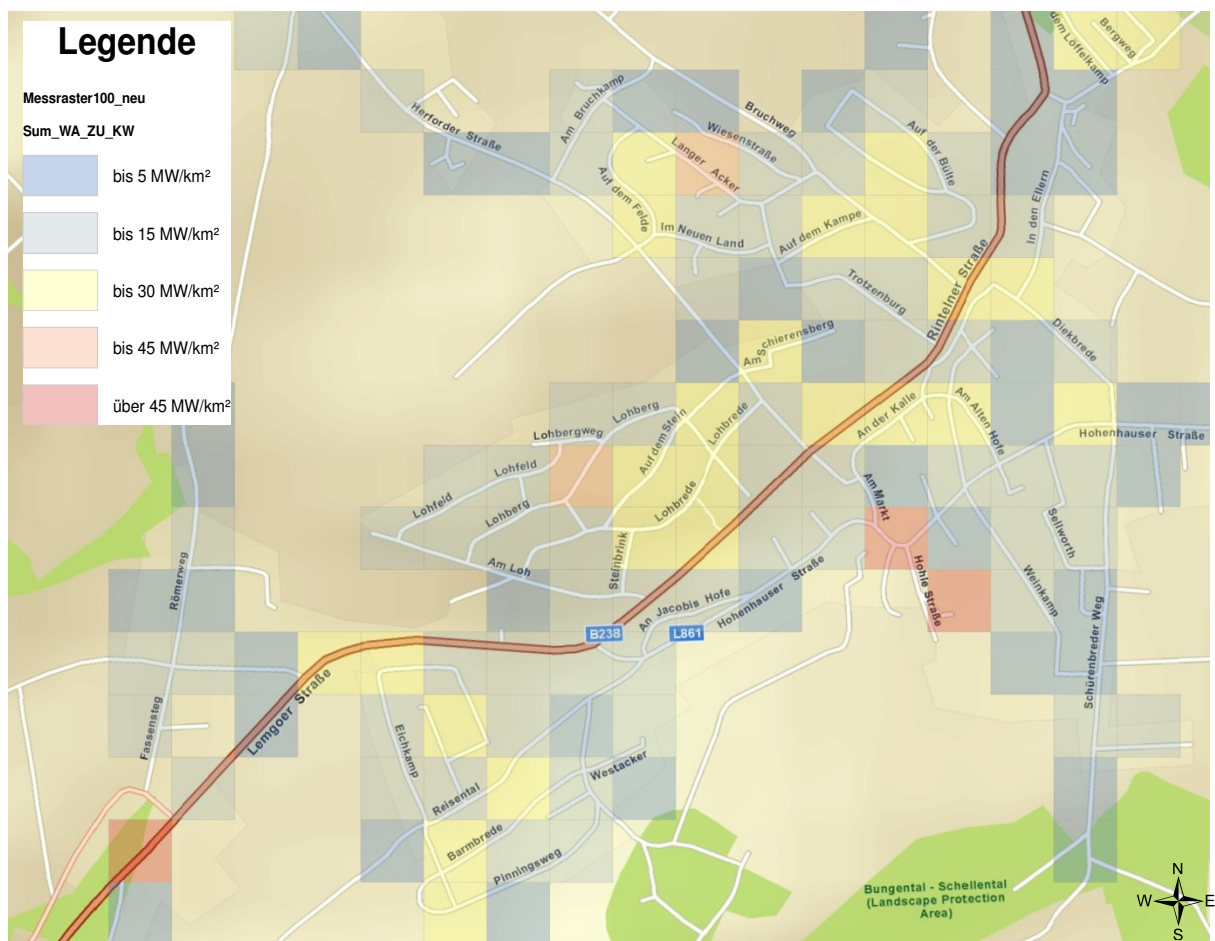 Legende
Messraster100_neu
Sum_WA_ZU_KW
bis 5 MW/km²
bis 15 MW/km²
bis 30 MW/km²
bis 45 MW/km²
über 45 MW/km²
dem Löffelkamp
Bergweg
Herforder Straße
Am Bruchkamp
Bruchweg
Wiesenstraße
Langer Acker
Auf der Bülte
Auf dem Felde
Im Neuen Land
Auf dem Kampe
In den Ellern
Trotzenburg
Rintelner Straße
Diekbrede
Am Schierensberg
Lohberg
Lohbergweg
Auf dem Stein
Lohbrede
An der Kalle
Am Alten Hofe
Hohenhauser Straße
Lohfeld
Lohfeld
Lohberg
Lohbrede
Am Markt
Sellworth
Steinbrink
Am Loh
Hohle Straße
Weinkamp
Römerweg
An Jacobis Hofe
Hohenhauser Straße
B238
L861
Schürenbreder Weg
Lemgoer Straße
Fassensteg
Eichkamp
Westacker
Reisental
Barmbrede
Pinningsweg
Bungental - Schellental
(Landscape Protection
Area)
N
W
E
S